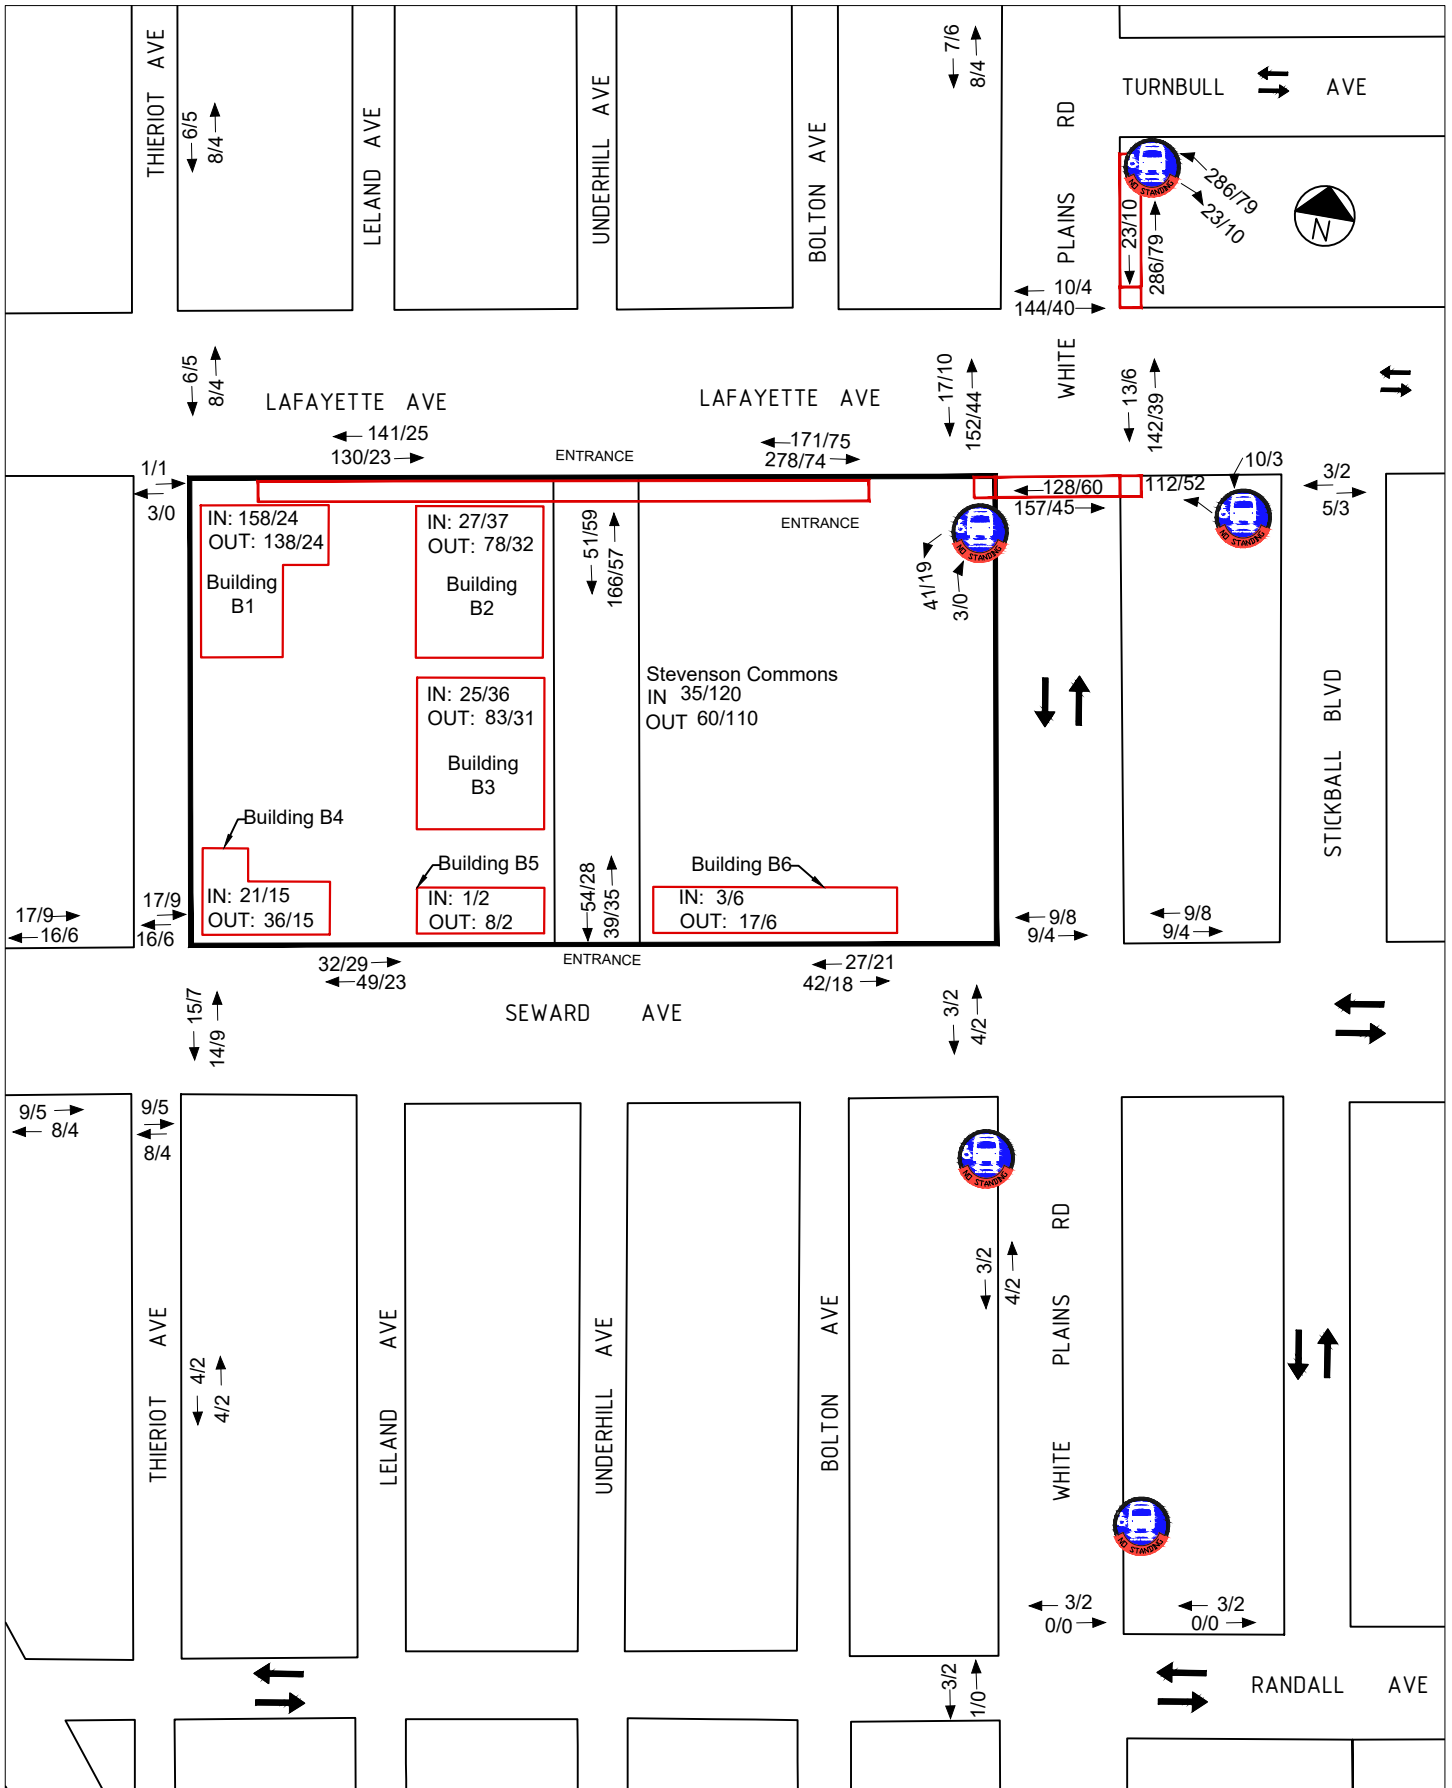 7/6
8/4
THIERIOT AVE
6/5
8/4
LELAND AVE
UNDERHILL AVE
BOLTON AVE
WHITE PLAINS RD
TURNBULL AVE
NO STANDING
286/79
23/10
23/10
286/79
N
10/4
144/40
6/5
8/4
LAFAYETTE AVE
LAFAYETTE AVE
17/10
152/44
13/6
142/39
141/25
130/23
ENTRANCE
171/75
278/74
1/1
3/0
10/3
3/2
5/3
128/60
157/45
112/52
ENTRANCE
NO STANDING
NO STANDING
IN: 158/24
OUT: 138/24
Building
B1
IN: 27/37
OUT: 78/32
Building
B2
51/59
166/57
41/19
3/0
Stevenson Commons
IN 35/120
OUT 60/110
IN: 25/36
OUT: 83/31
Building
B3
STICKBALL BLVD
Building B4
Building B5
Building B6
IN: 21/15
OUT: 36/15
IN: 1/2
OUT: 8/2
54/28
39/35
IN: 3/6
OUT: 17/6
17/9
16/6
17/9
16/6
9/8
9/4
9/8
9/4
32/29
49/23
ENTRANCE
27/21
42/18
15/7
14/9
SEWARD AVE
3/2
4/2
9/5
8/4
9/5
8/4
NO STANDING
3/2
4/2
THIERIOT AVE
4/2
4/2
LELAND AVE
UNDERHILL AVE
BOLTON AVE
WHITE PLAINS RD
NO STANDING
3/2
0/0
3/2
0/0
3/2
1/0
RANDALL AVE